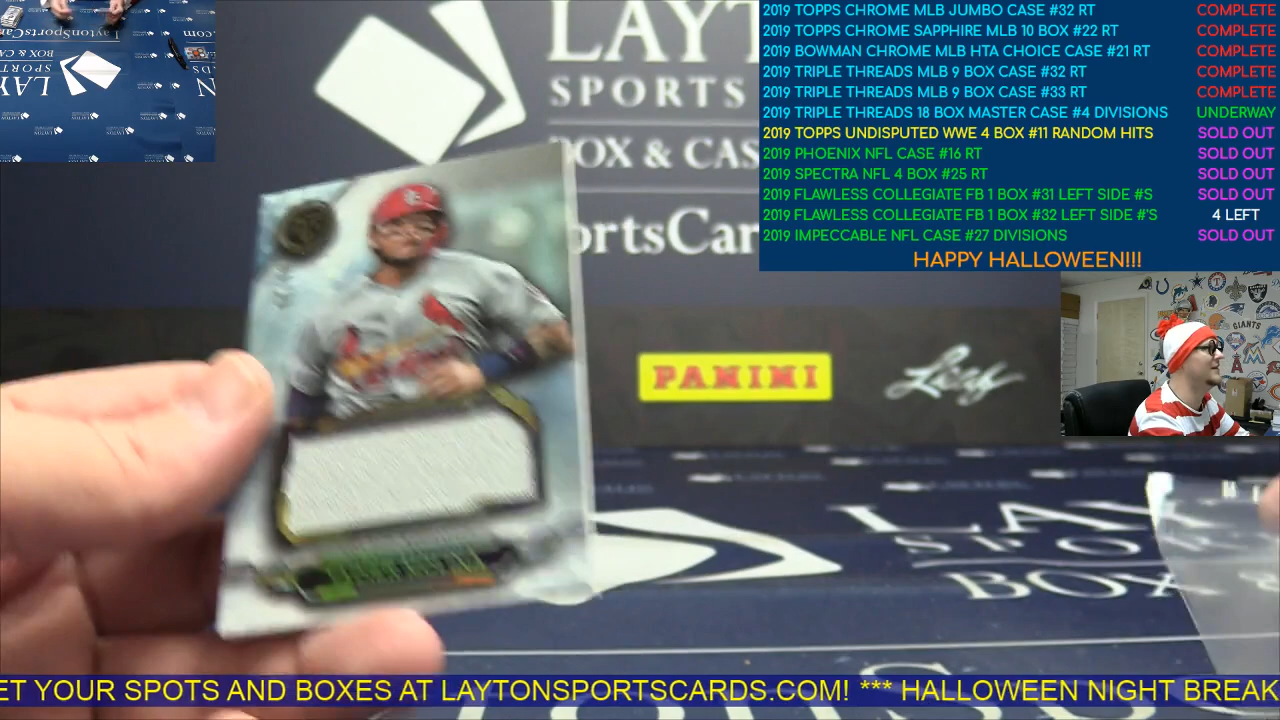 2019 TOPPS CHROME MLB JUMBO CASE #32 RT COMPLETE
2019 TOPPS CHROME SAPPHIRE MLB 10 BOX #22 RT COMPLETE
2019 BOWMAN CHROME MLB HTA CHOICE CASE #21 RT COMPLETE
2019 TRIPLE THREADS MLB 9 BOX CASE #32 RT COMPLETE
2019 TRIPLE THREADS MLB 9 BOX CASE #33 RT COMPLETE
2019 TRIPLE THREADS 18 BOX MASTER CASE #4 DIVISIONS UNDERWAY
2019 TOPPS UNDISPUTED WWE 4 BOX #11 RANDOM HITS SOLD OUT
2019 PHOENIX NFL CASE #16 RT SOLD OUT
2019 SPECTRA NFL 4 BOX #25 RT SOLD OUT
2019 FLAWLESS COLLEGIATE FB 1 BOX #31 LEFT SIDE #S SOLD OUT
2019 FLAWLESS COLLEGIATE FB 1 BOX #32 LEFT SIDE #'S 4 LEFT
2019 IMPECCABLE NFL CASE #27 DIVISIONS SOLD OUT
HAPPY HALLOWEEN!!!
LaytonSportsCards.com
LAYT
SPORTS
BOX & CAS
ortsCar
GIANTS
PANINI
Leaf
LAY
SPO
BOX &
ET YOUR SPOTS AND BOXES AT LAYTONSPORTSCARDS.COM! *** HALLOWEEN NIGHT BREAK